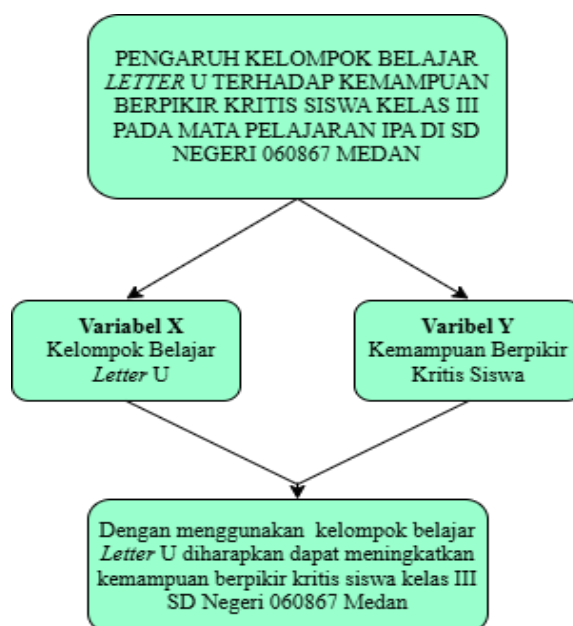 PENGARUH KELOMPOK BELAJAR
LETTER U TERHADAP KEMAMPUAN
BERPIKIR KRITIS SISWA KELAS III
PADA MATA PELAJARAN IPA DI SD
NEGERI 060867 MEDAN
Variabel X
Kelompok Belajar
Letter U
Varibel Y
Kemampuan Berpikir
Kritis Siswa
Dengan menggunakan kelompok belajar
Letter U diharapkan dapat meningkatkan
kemampuan berpikir kritis siswa kelas III
SD Negeri 060867 Medan